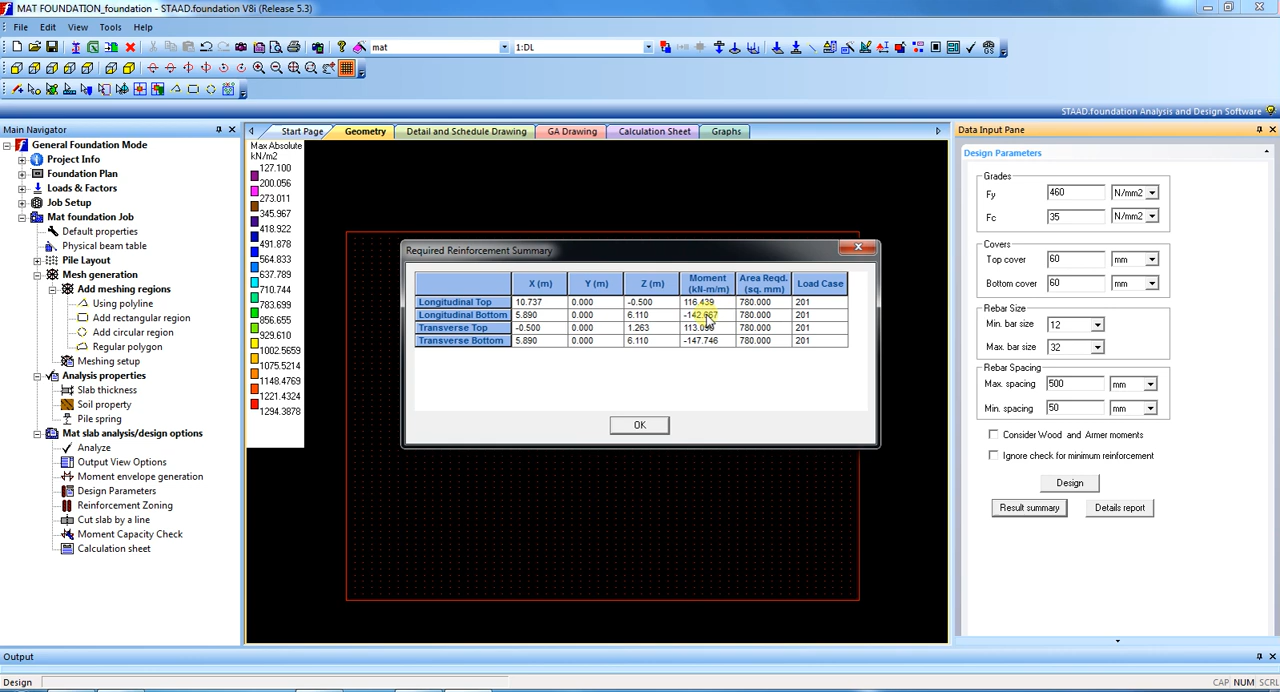 MAT FOUNDATION_foundation - STAAD.foundation V8i (Release 5.3)
File Edit View Tools Help
mat 1:DL
STAAD.foundation Analysis and Design Software
Main Navigator
Start Page Geometry Detail and Schedule Drawing GA Drawing Calculation Sheet Graphs
Data Input Pane
General Foundation Mode
Project Info
Foundation Plan
Loads & Factors
Job Setup
Mat foundation Job
Default properties
Physical beam table
Pile Layout
Mesh generation
Add meshing regions
Using polyline
Add rectangular region
Add circular region
Regular polygon
Meshing setup
Analysis properties
Slab thickness
Soil property
Pile spring
Mat slab analysis/design options
Analyze
Output View Options
Moment envelope generation
Design Parameters
Reinforcement Zoning
Cut slab by a line
Moment Capacity Check
Calculation sheet
Max Absolute
kN/m2
127.100
200.056
273.011
345.967
418.922
491.878
564.833
637.789
710.744
783.699
856.655
929.610
1002.5659
1075.5214
1148.4769
1221.4324
1294.3878
Required Reinforcement Summary
X (m) Y (m) Z (m) Moment (kN-m/m) Area Reqd. (sq. mm) Load Case
Longitudinal Top 10.737 0.000 -0.500 116.439 780.000 201
Longitudinal Bottom 5.890 0.000 6.110 780.000 201
Transverse Top -0.500 0.000 1.263 780.000 201
Transverse Bottom 5.890 0.000 6.110 -147.746 780.000 201
OK
Design Parameters
Grades
Fy 460 N/mm2
Fc 35 N/mm2
Covers
Top cover 60 mm
Bottom cover 60 mm
Rebar Size
Min. bar size 12
Max. bar size 32
Rebar Spacing
Max. spacing 500 mm
Min. spacing 50 mm
Consider Wood and Armer moments
Ignore check for minimum reinforcement
Design
Result summary Details report
Output
Design
CAP NUM SCRL